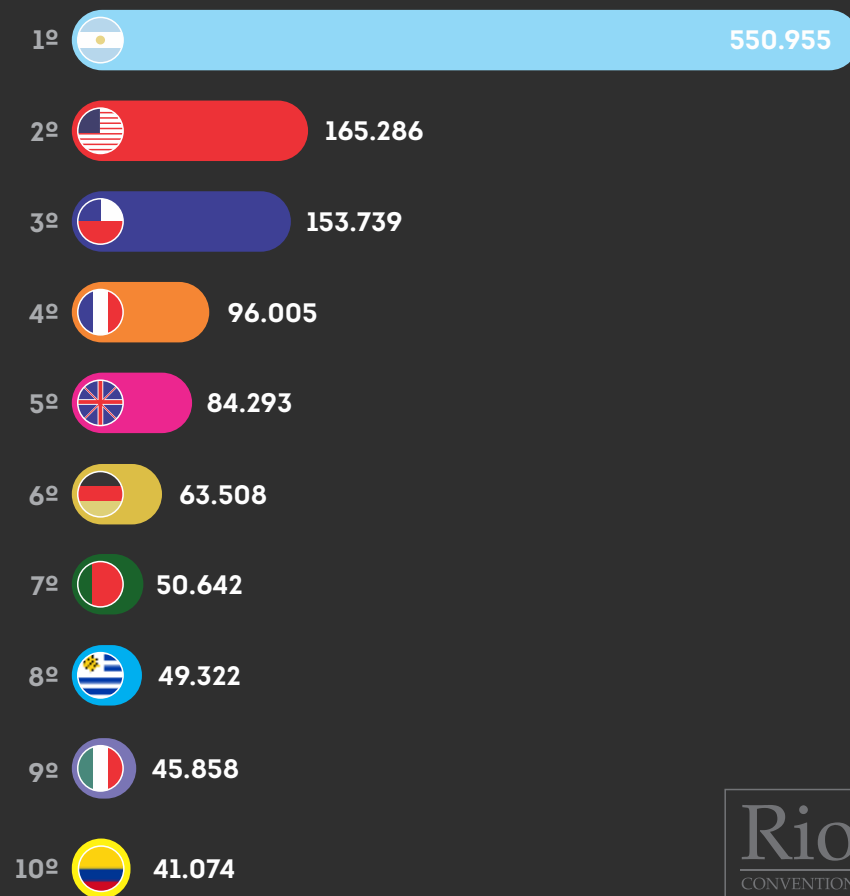 1º 550.955
2º 165.286
3º 153.739
4º 96.005
5º 84.293
6º 63.508
7º 50.642
8º 49.322
9º 45.858
10º 41.074
Rio
CONVENTION